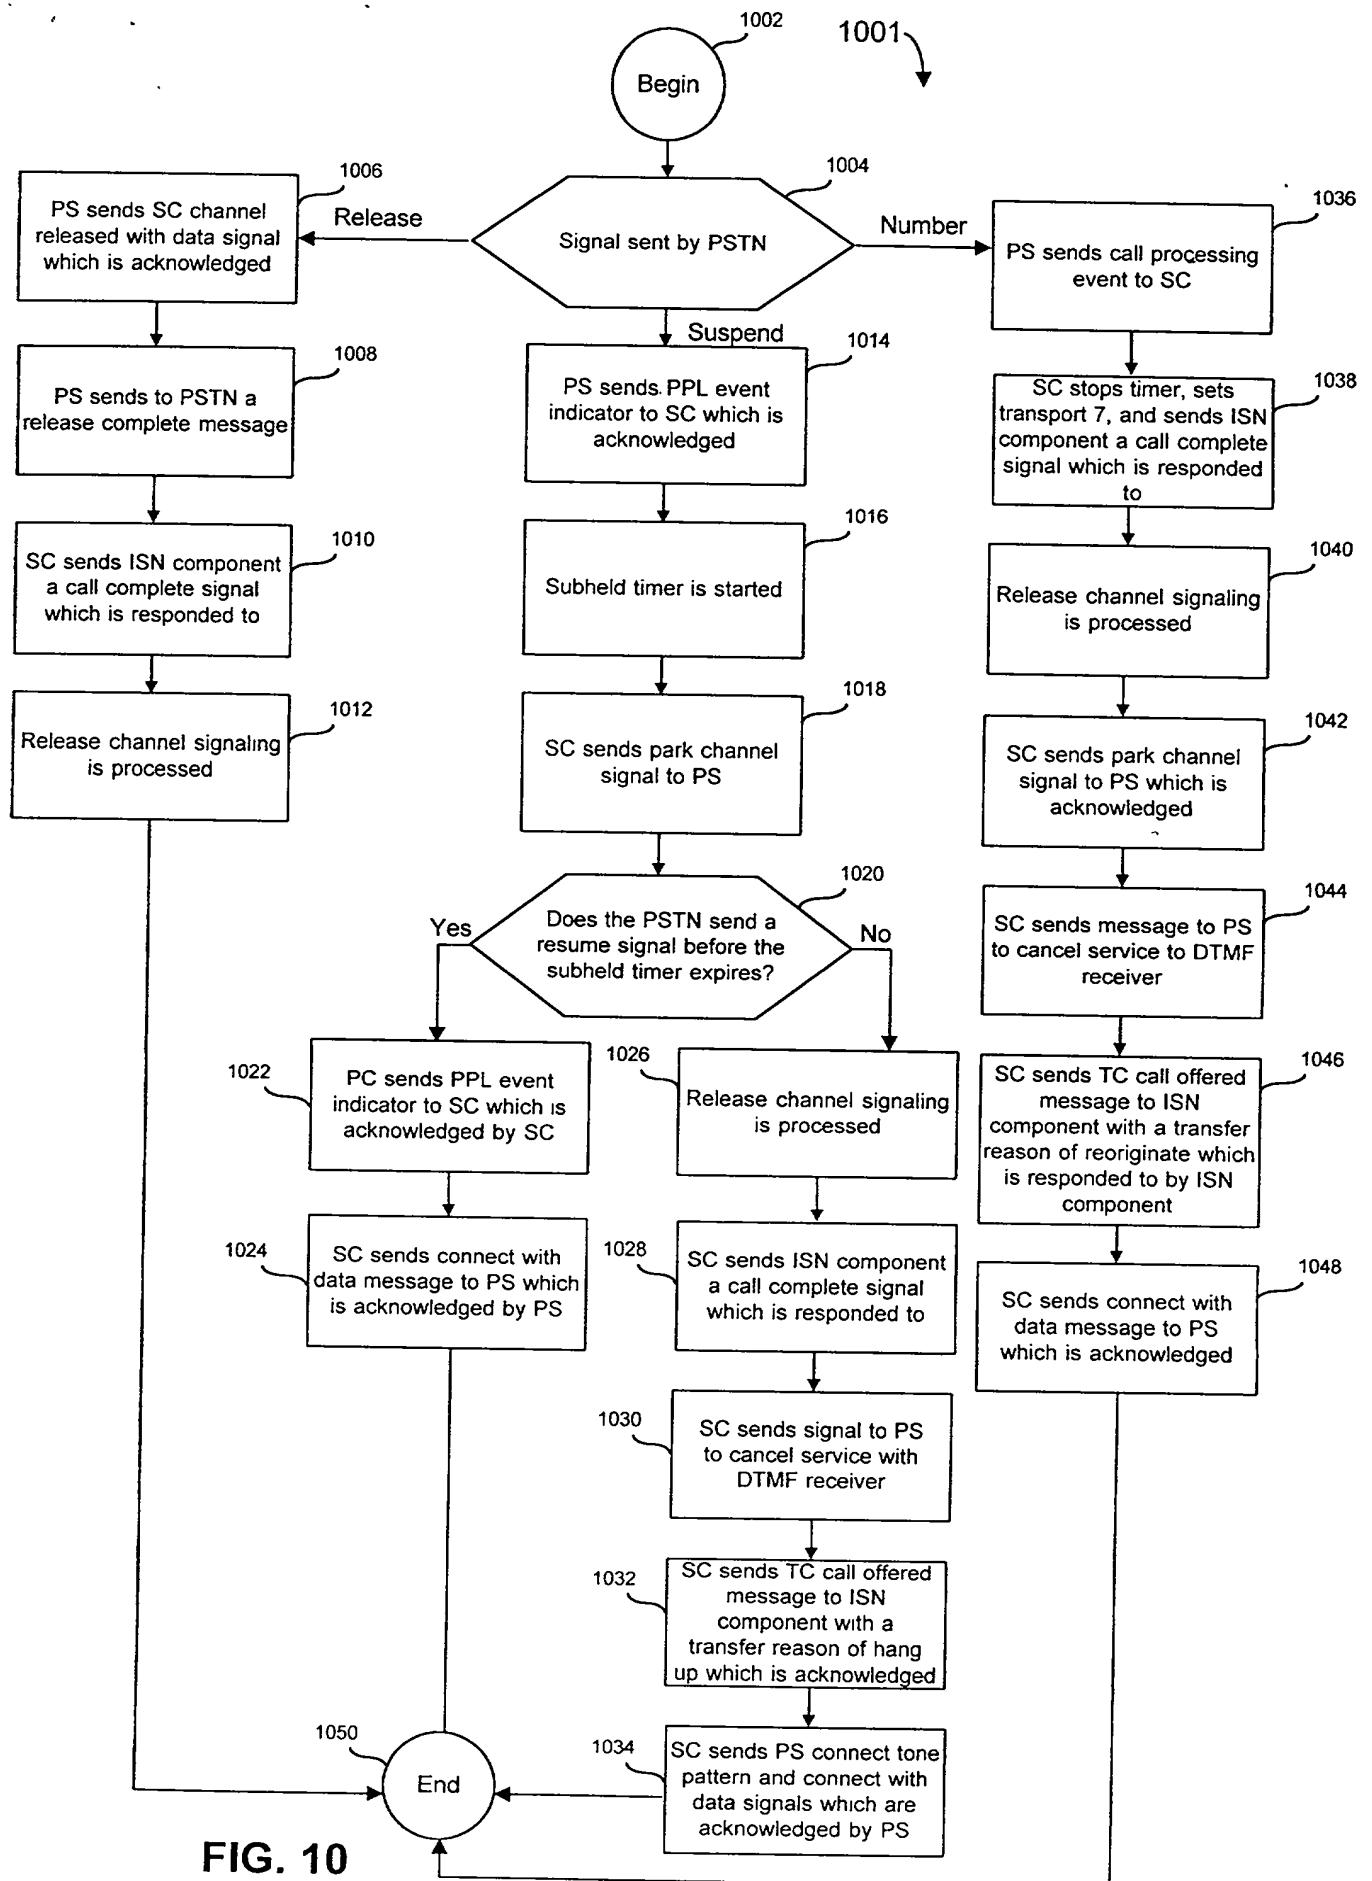 1002
1001
Begin
1004
Signal sent by PSTN
Release
Suspend
Number
1006
PS sends SC channel
released with data signal
which is acknowledged
1008
PS sends to PSTN a
release complete message
1010
SC sends ISN component
a call complete signal
which is responded to
1012
Release channel signaling
is processed
1014
PS sends PPL event
indicator to SC which is
acknowledged
1016
Subheld timer is started
1018
SC sends park channel
signal to PS
1020
Does the PSTN send a
resume signal before the
subheld timer expires?
Yes
No
1022
PC sends PPL event
indicator to SC which is
acknowledged by SC
1024
SC sends connect with
data message to PS which
is acknowledged by PS
1026
Release channel signaling
is processed
1028
SC sends ISN component
a call complete signal
which is responded to
1030
SC sends signal to PS
to cancel service with
DTMF receiver
1032
SC sends TC call offered
message to ISN
component with a
transfer reason of hang
up which is acknowledged
1034
SC sends PS connect tone
pattern and connect with
data signals which are
acknowledged by PS
1036
PS sends call processing
event to SC
1038
SC stops timer, sets
transport 7, and sends ISN
component a call complete
signal which is responded
to
1040
Release channel signaling
is processed
1042
SC sends park channel
signal to PS which is
acknowledged
1044
SC sends message to PS
to cancel service to DTMF
receiver
1046
SC sends TC call offered
message to ISN
component with a transfer
reason of reoriginate which
is responded to by ISN
component
1048
SC sends connect with
data message to PS
which is acknowledged
1050
End
FIG. 10